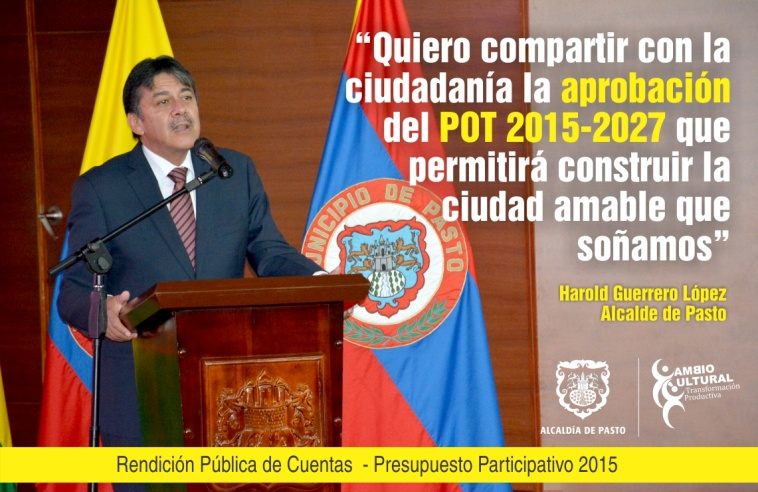 “Quiero compartir con la
ciudadanía la aprobación
del POT 2015-2027 que
permitirá construir la
ciudad amable que
soñamos”
Harold Guerrero López
Alcalde de Pasto
MUNICIPIO DE PASTO
ALCALDÍA DE PASTO
CAMBIO
CULTURAL
Transformación
Productiva
Rendición Pública de Cuentas - Presupuesto Participativo 2015